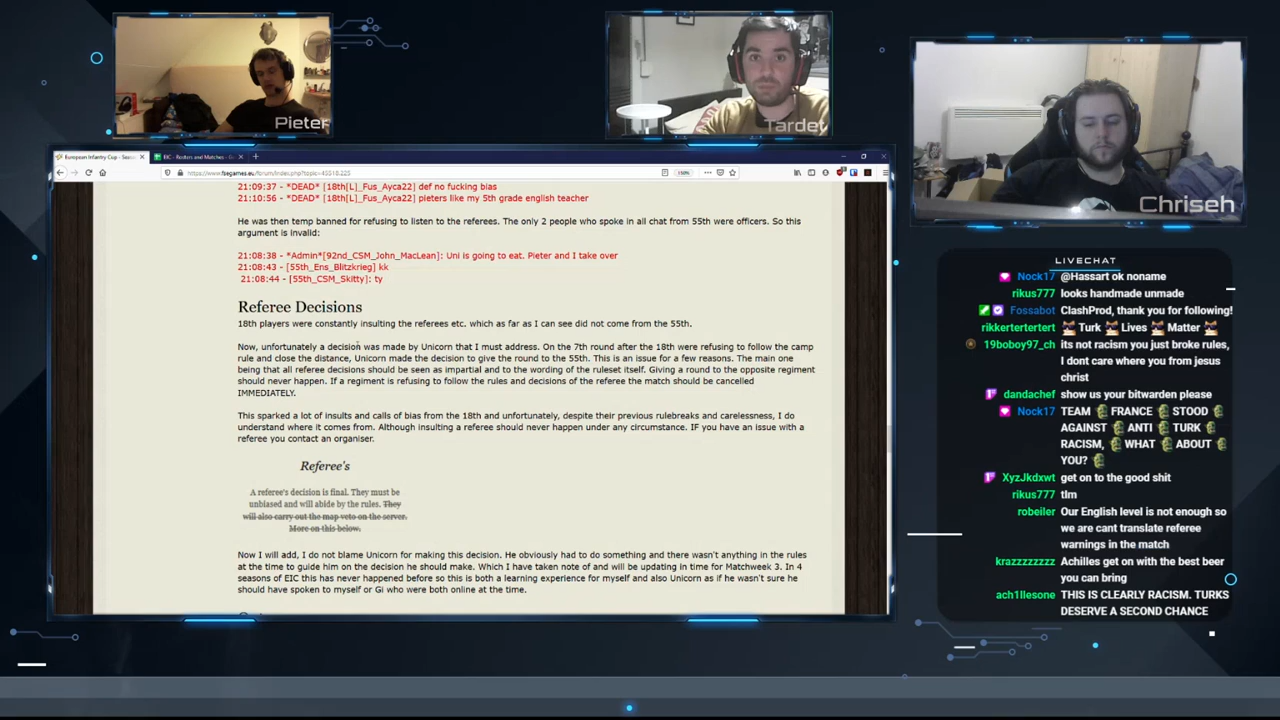 Pieter
Tardet
Chriseh
European Infantry Cup - Seas
EIC - Rosters and Matches - G
https://www.fsegames.eu/forum/index.php?topic=45518.225
110%
21:09:37 - *DEAD* [18th[L]_Fus_Ayca22] def no fucking bias
21:10:56 - *DEAD* [18th[L]_Fus_Ayca22] pieters like my 5th grade english teacher
He was then temp banned for refusing to listen to the referees. The only 2 people who spoke in all chat from 55th were officers. So this
argument is invalid:
21:08:38 - *Admin*[92nd_CSM_John_MacLean]: Uni is going to eat. Pieter and I take over
21:08:43 - [55th_Ens_Blitzkrieg] kk
21:08:44 - [55th_CSM_Skitty]: ty
Referee Decisions
18th players were constantly insulting the referees etc. which as far as I can see did not come from the 55th.
Now, unfortunately a decision was made by Unicorn that I must address. On the 7th round after the 18th were refusing to follow the camp
rule and close the distance, Unicorn made the decision to give the round to the 55th. This is an issue for a few reasons. The main one
being that all referee decisions should be seen as impartial and to the wording of the ruleset itself. Giving a round to the opposite regiment
should never happen. If a regiment is refusing to follow the rules and decisions of the referee the match should be cancelled
IMMEDIATELY.
This sparked a lot of insults and calls of bias from the 18th and unfortunately, despite their previous rulebreaks and carelessness, I do
understand where it comes from. Although insulting a referee should never happen under any circumstance. IF you have an issue with a
referee you contact an organiser.
Referee's
A referee's decision is final. They must be
unbiased and will abide by the rules. They
will also carry out the map veto on the server.
More on this below.
Now I will add, I do not blame Unicorn for making this decision. He obviously had to do something and there wasn't anything in the rules
at the time to guide him on the decision he should make. Which I have taken note of and will be updating in time for Matchweek 3. In 4
seasons of EIC this has never happened before so this is both a learning experience for myself and also Unicorn as if he wasn't sure he
should have spoken to myself or Gi who were both online at the time.
LIVECHAT
Nock17 @Hassart ok noname
rikus777 looks handmade unmade
Fossabot ClashProd, thank you for following!
rikkertertertert Turk Lives Matter
19boboy97_ch its not racism you just broke rules,
I dont care where you from jesus
christ
dandachef show us your bitwarden please
Nock17 TEAM FRANCE STOOD
AGAINST ANTI TURK
RACISM, WHAT ABOUT
YOU?
XyzJkdxwt get on to the good shit
rikus777 tlm
robeiler Our English level is not enough so
we are cant translate referee
warnings in the match
krazzzzzzzz Achilles get on with the best beer
you can bring
ach1llesone THIS IS CLEARLY RACISM. TURKS
DESERVE A SECOND CHANCE